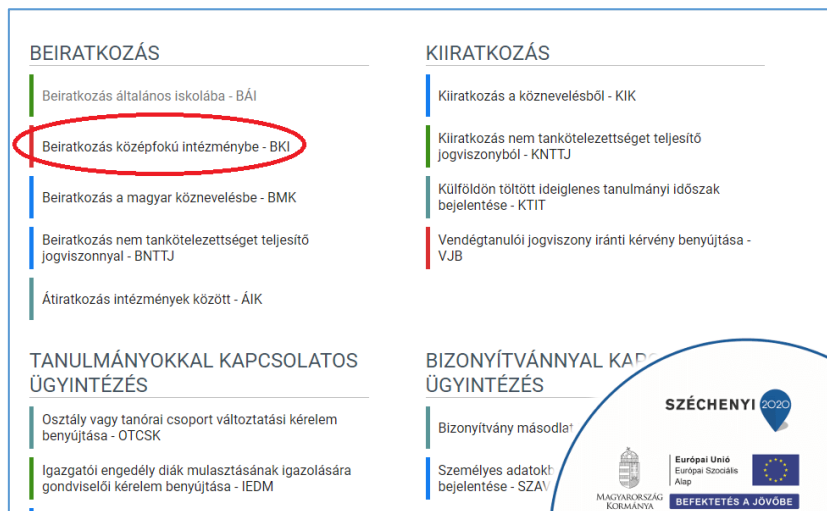 BEIRATKOZÁS
Beiratkozás általános iskolába - BÁI
Beiratkozás középfokú intézménybe - BKI
Beiratkozás a magyar köznevelésbe - BMK
Beiratkozás nem tankötelezettséget teljesítő
jogviszonnyal - BNTTJ
Átiratkozás intézmények között - ÁIK
KIIRATKOZÁS
Kiiratkozás a köznevelésből - KIK
Kiiratkozás nem tankötelezettséget teljesítő
jogviszonyból - KNTTJ
Külföldön töltött ideiglenes tanulmányi időszak
bejelentése - KTIT
Vendégtanulói jogviszony iránti kérvény benyújtása -
VJB
TANULMÁNYOKKAL KAPCSOLATOS
ÜGYINTÉZÉS
Osztály vagy tanórai csoport változtatási kérelem
benyújtása - OTCSK
Igazgatói engedély diák mulasztásának igazolására
gondviselői kérelem benyújtása - IEDM
BIZONYÍTVÁNNYAL
ÜGYINTÉZÉS
Bizonyítvány
Személyes
bejelentése -
SZÉCHENYI 2020
MAGYARORSZÁG
KORMÁNYA
Európai Unió
Európai Szociális
Alap
BEFEKTETÉS A JÖVŐBE